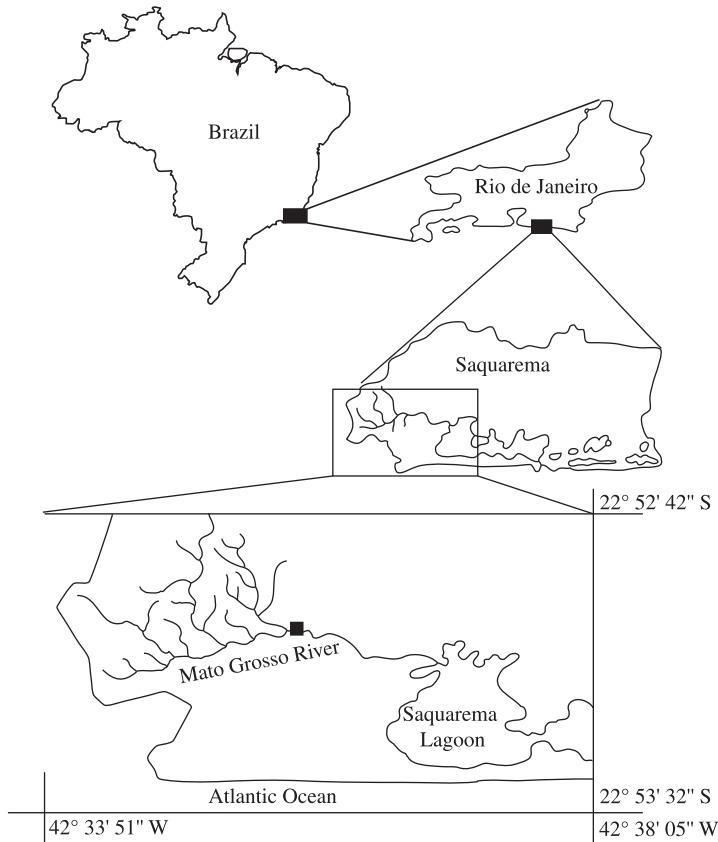 Brazil
Rio de Janeiro
Saquarema
22° 52' 42" S
Mato Grosso River
Saquarema
Lagoon
Atlantic Ocean
22° 53' 32" S
42° 33' 51" W
42° 38' 05" W